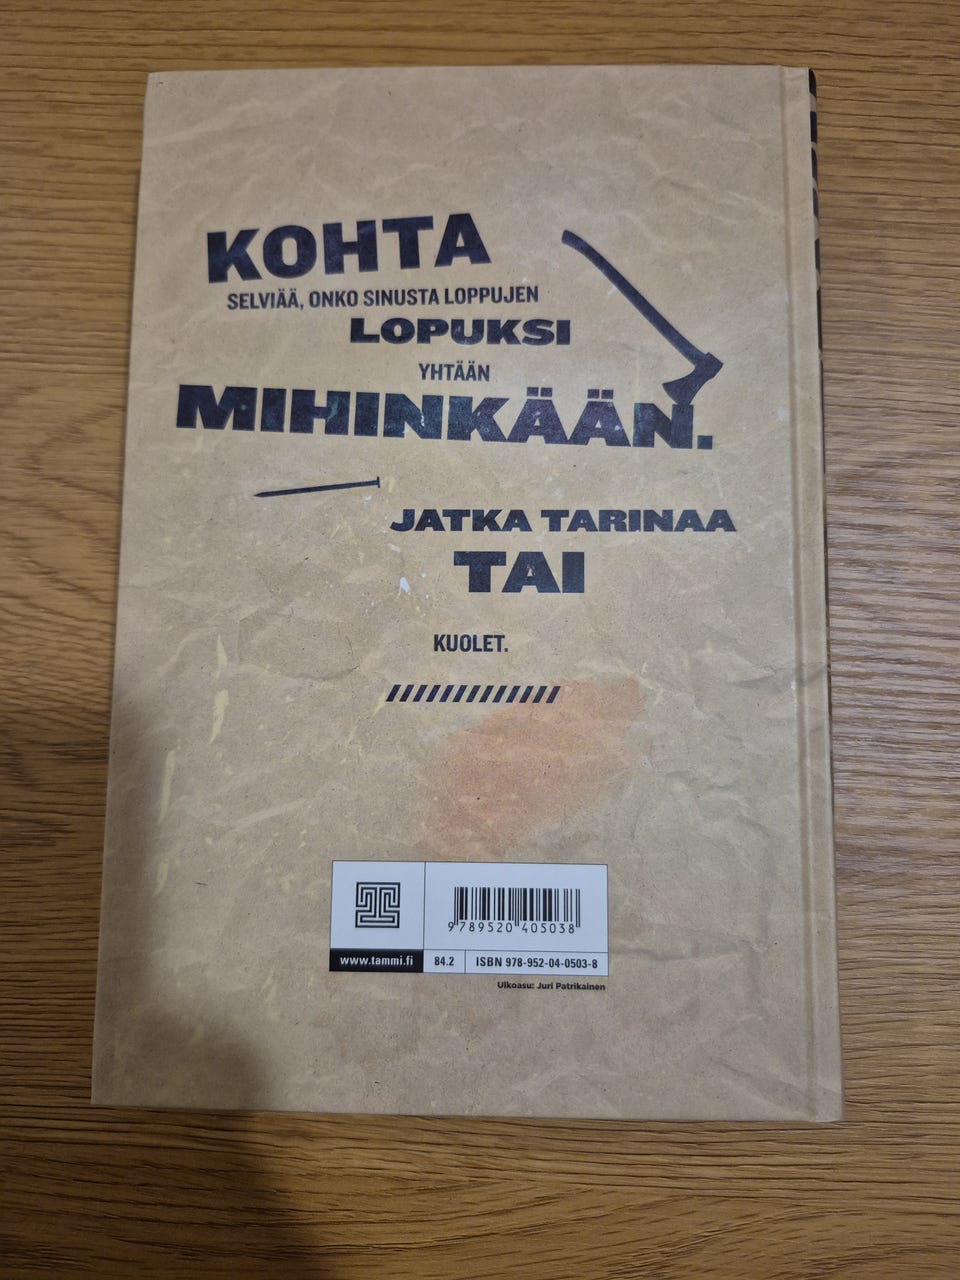 KOHTA
SELVIÄÄ, ONKO SINUSTA LOPPUJEN
LOPUKSI
YHTÄÄN
MIHINKÄÄN.
JATKA TARINAA
TAI
KUOLET.
9 789520 405038
www.tammi.fi 84.2 ISBN 978-952-04-0503-8
Ulkoasu: Juri Patrikainen